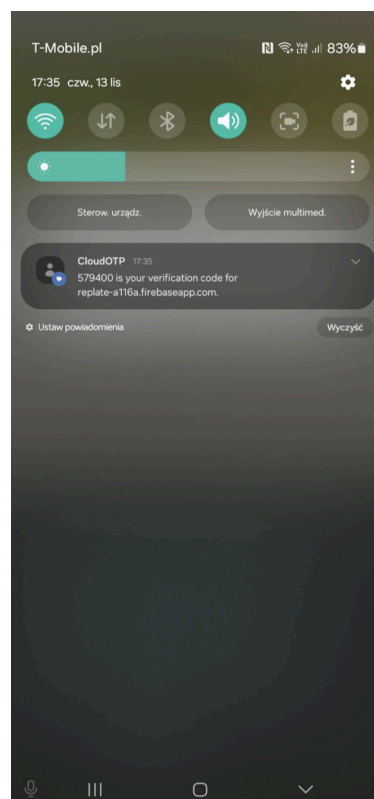 T-Mobile.pl 83%
17:35 czw., 13 lis
Sterow. urządz. Wyjście multimed.
CloudOTP 17:35
579400 is your verification code for
replate-a116a.firebaseapp.com.
Ustaw powiadomienia Wyczyść